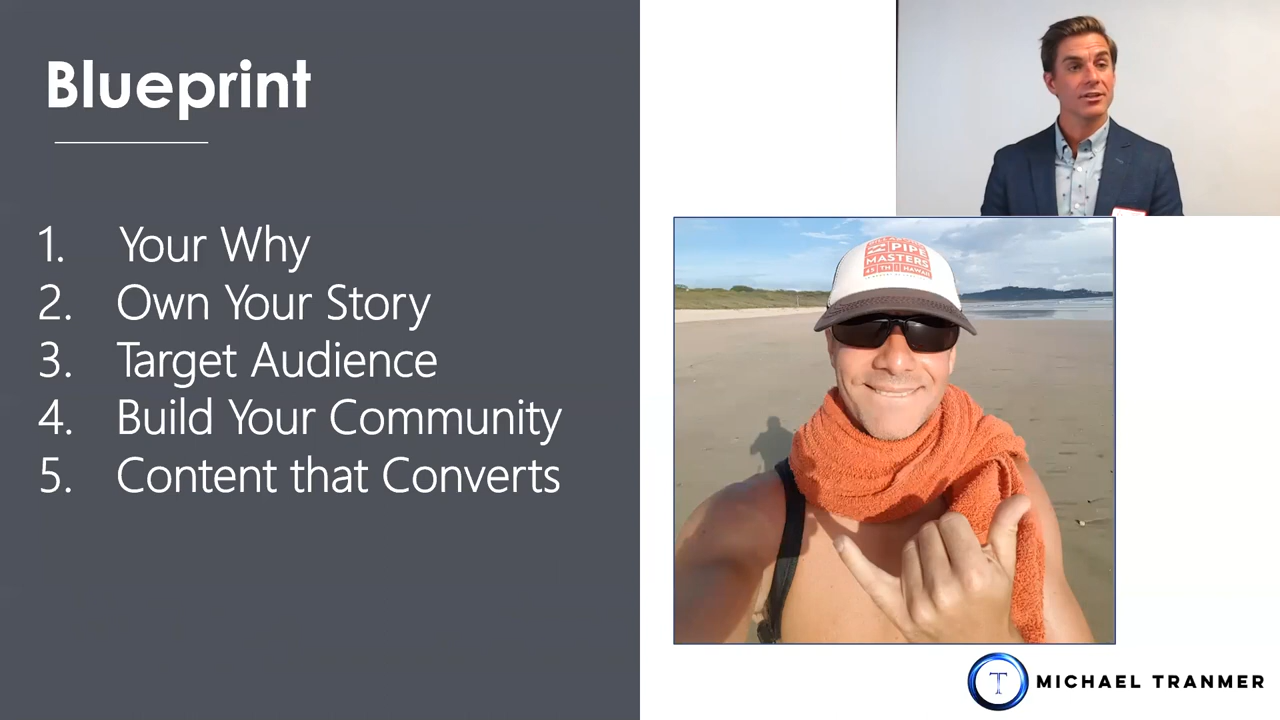 Blueprint
1. Your Why
2. Own Your Story
3. Target Audience
4. Build Your Community
5. Content that Converts
PIPE
MASTERS
HAWAII
T
MICHAEL TRANMER